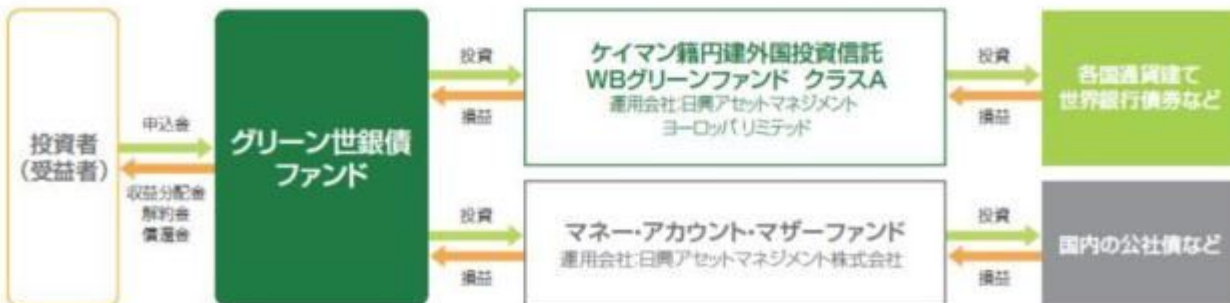 投資者
(受益者)
申込金
収益分配金
解約金
償還金
グリーン世銀債
ファンド
投資
損益
ケイマン籍円建外国投資信託
WBグリーンファンド クラスA
運用会社:日興アセットマネジメント
ヨーロッパ リミテッド
投資
損益
各国通貨建て
世界銀行債券など
投資
損益
マネー・アカウント・マザーファンド
運用会社:日興アセットマネジメント株式会社
投資
損益
国内の公社債など